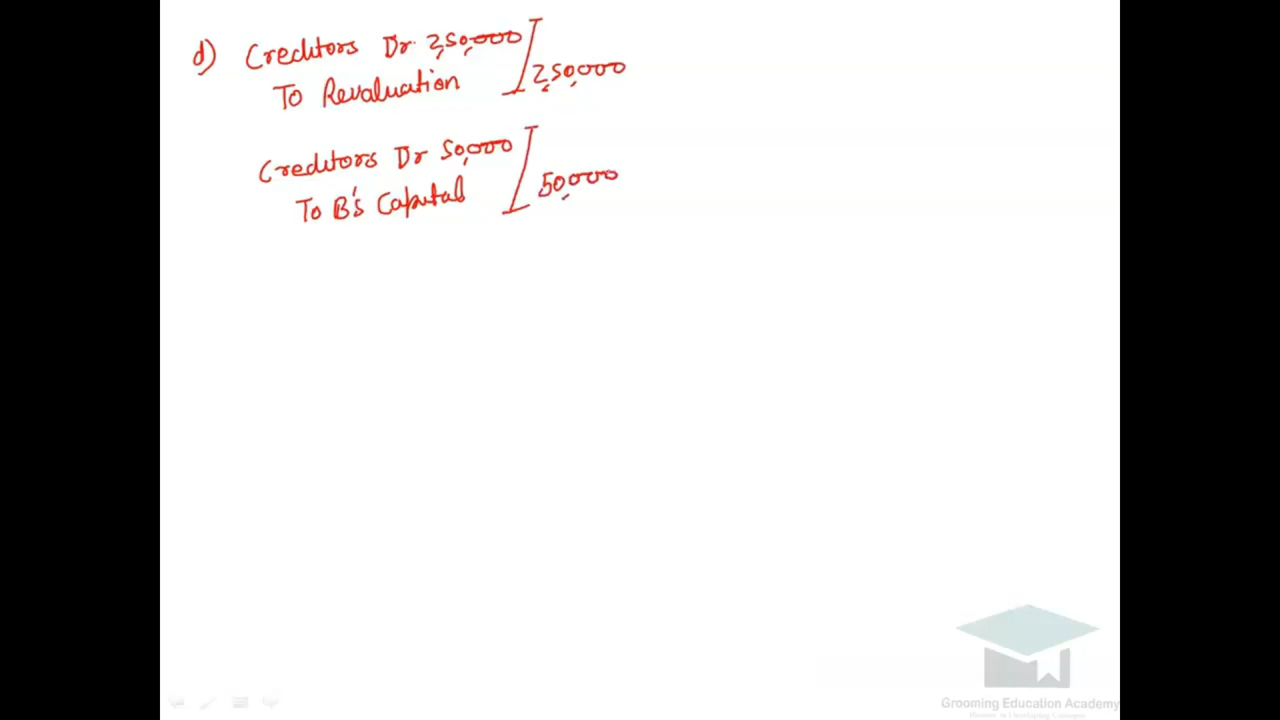 d) Creditors Dr. 2,50,000
To Revaluation 2,50,000
Creditors Dr 50,000
To B's Capital 50,000
Grooming Education Academy